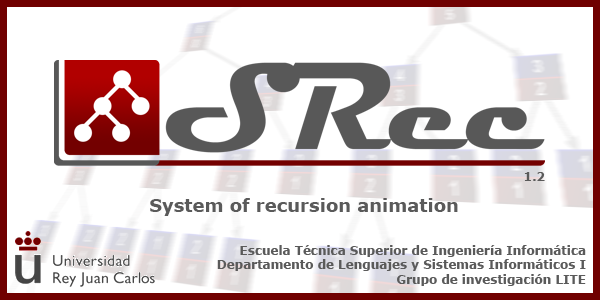 SRec
1.2
System of recursion animation
Escuela Técnica Superior de Ingeniería Informática
Departamento de Lenguajes y Sistemas Informáticos I
Grupo de investigación LITE
u
Universidad
Rey Juan Carlos